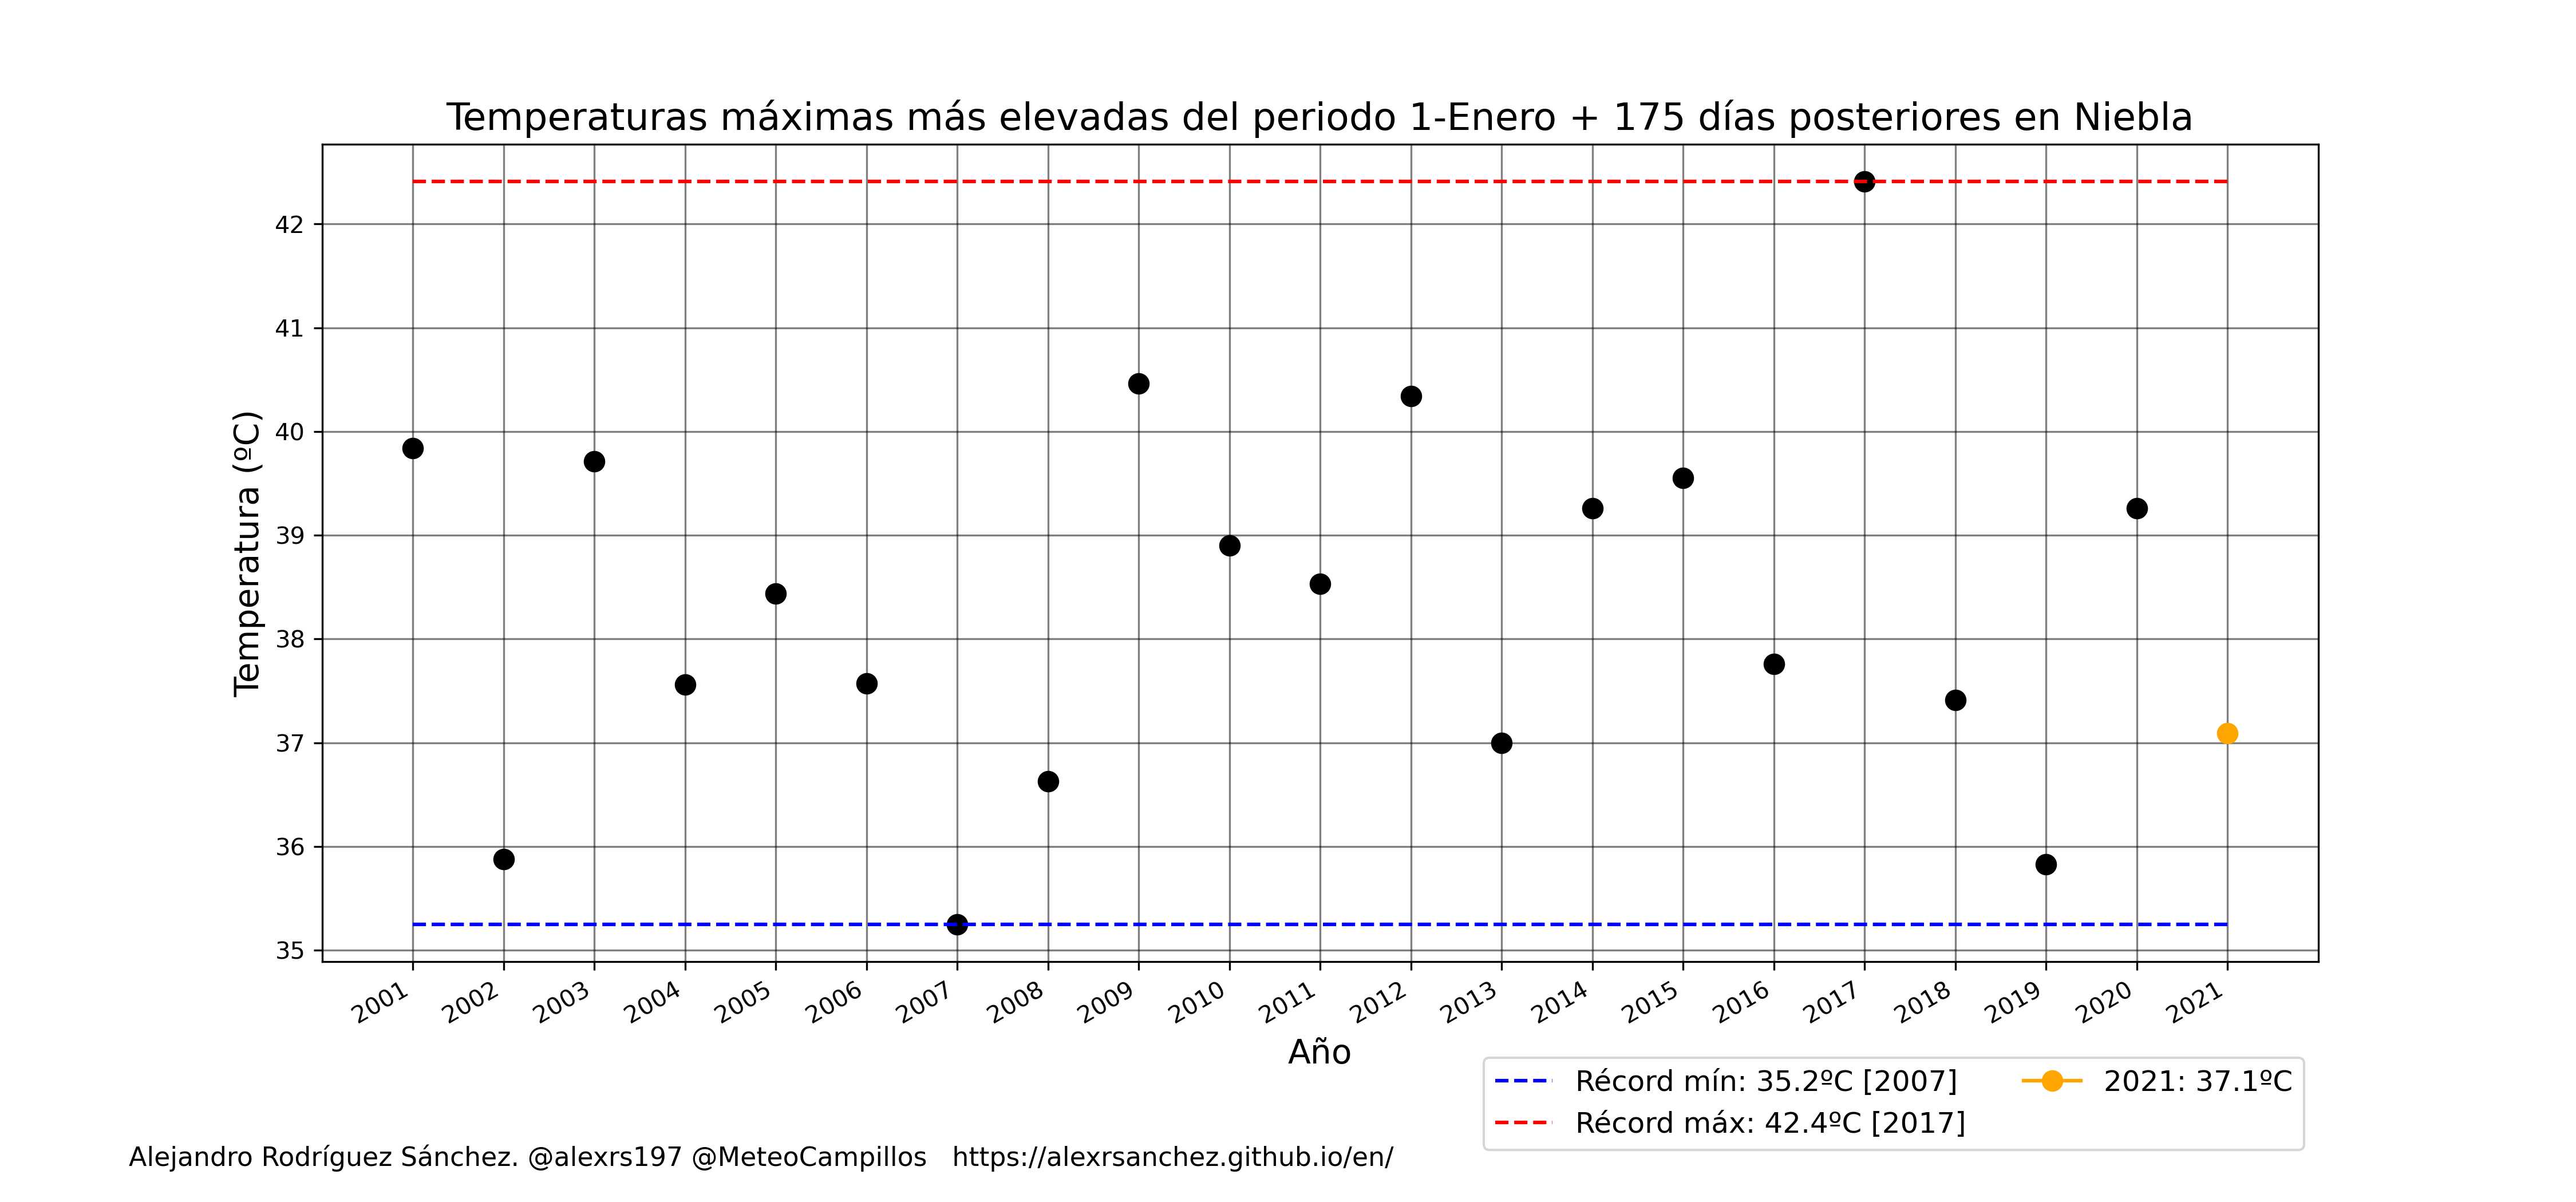 Temperaturas máximas más elevadas del periodo 1-Enero + 175 días posteriores en Niebla
Temperatura (ºC)
42
41
40
39
38
37
36
35
2001 2002 2003 2004 2005 2006 2007 2008 2009 2010 2011 2012 2013 2014 2015 2016 2017 2018 2019 2020 2021
Año
Récord mín: 35.2ºC [2007] 2021: 37.1ºC
Récord máx: 42.4ºC [2017]
Alejandro Rodríguez Sánchez. @alexrs197 @MeteoCampillos https://alexrsanchez.github.io/en/